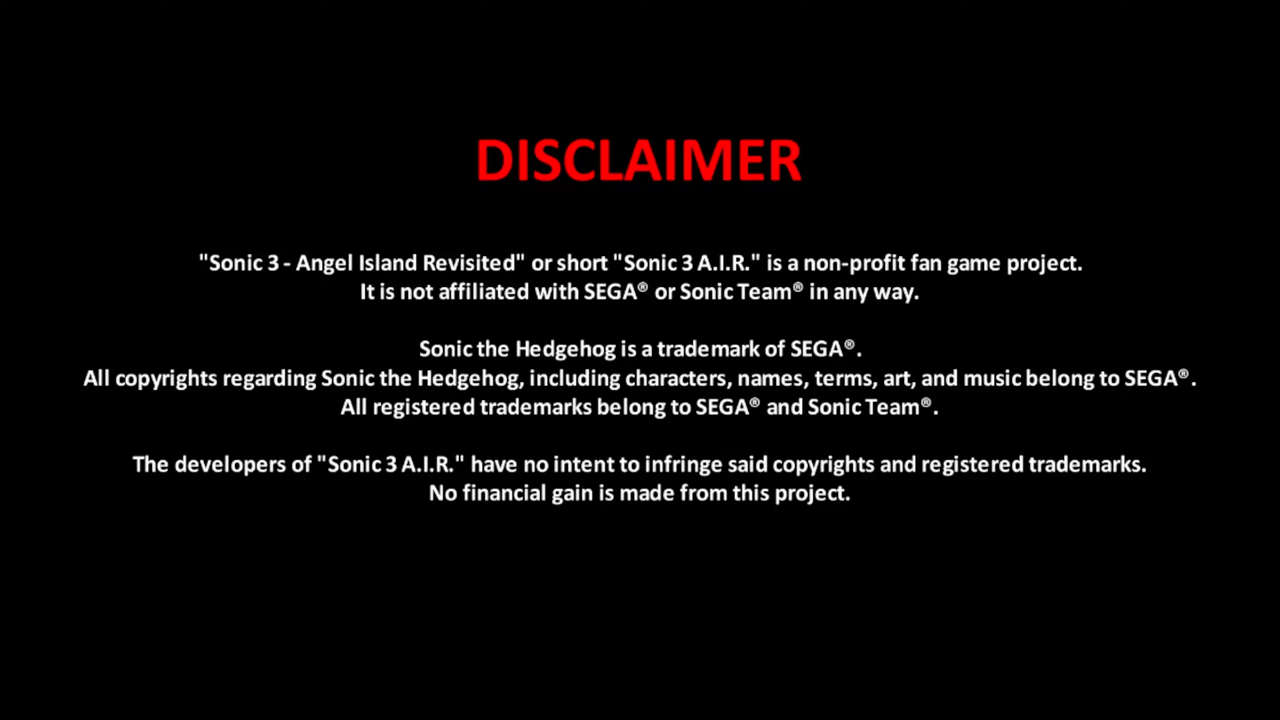 DISCLAIMER
"Sonic 3 - Angel Island Revisited" or short "Sonic 3 A.I.R." is a non-profit fan game project.
It is not affiliated with SEGA® or Sonic Team® in any way.
Sonic the Hedgehog is a trademark of SEGA®.
All copyrights regarding Sonic the Hedgehog, including characters, names, terms, art, and music belong to SEGA®.
All registered trademarks belong to SEGA® and Sonic Team®.
The developers of "Sonic 3 A.I.R." have no intent to infringe said copyrights and registered trademarks.
No financial gain is made from this project.